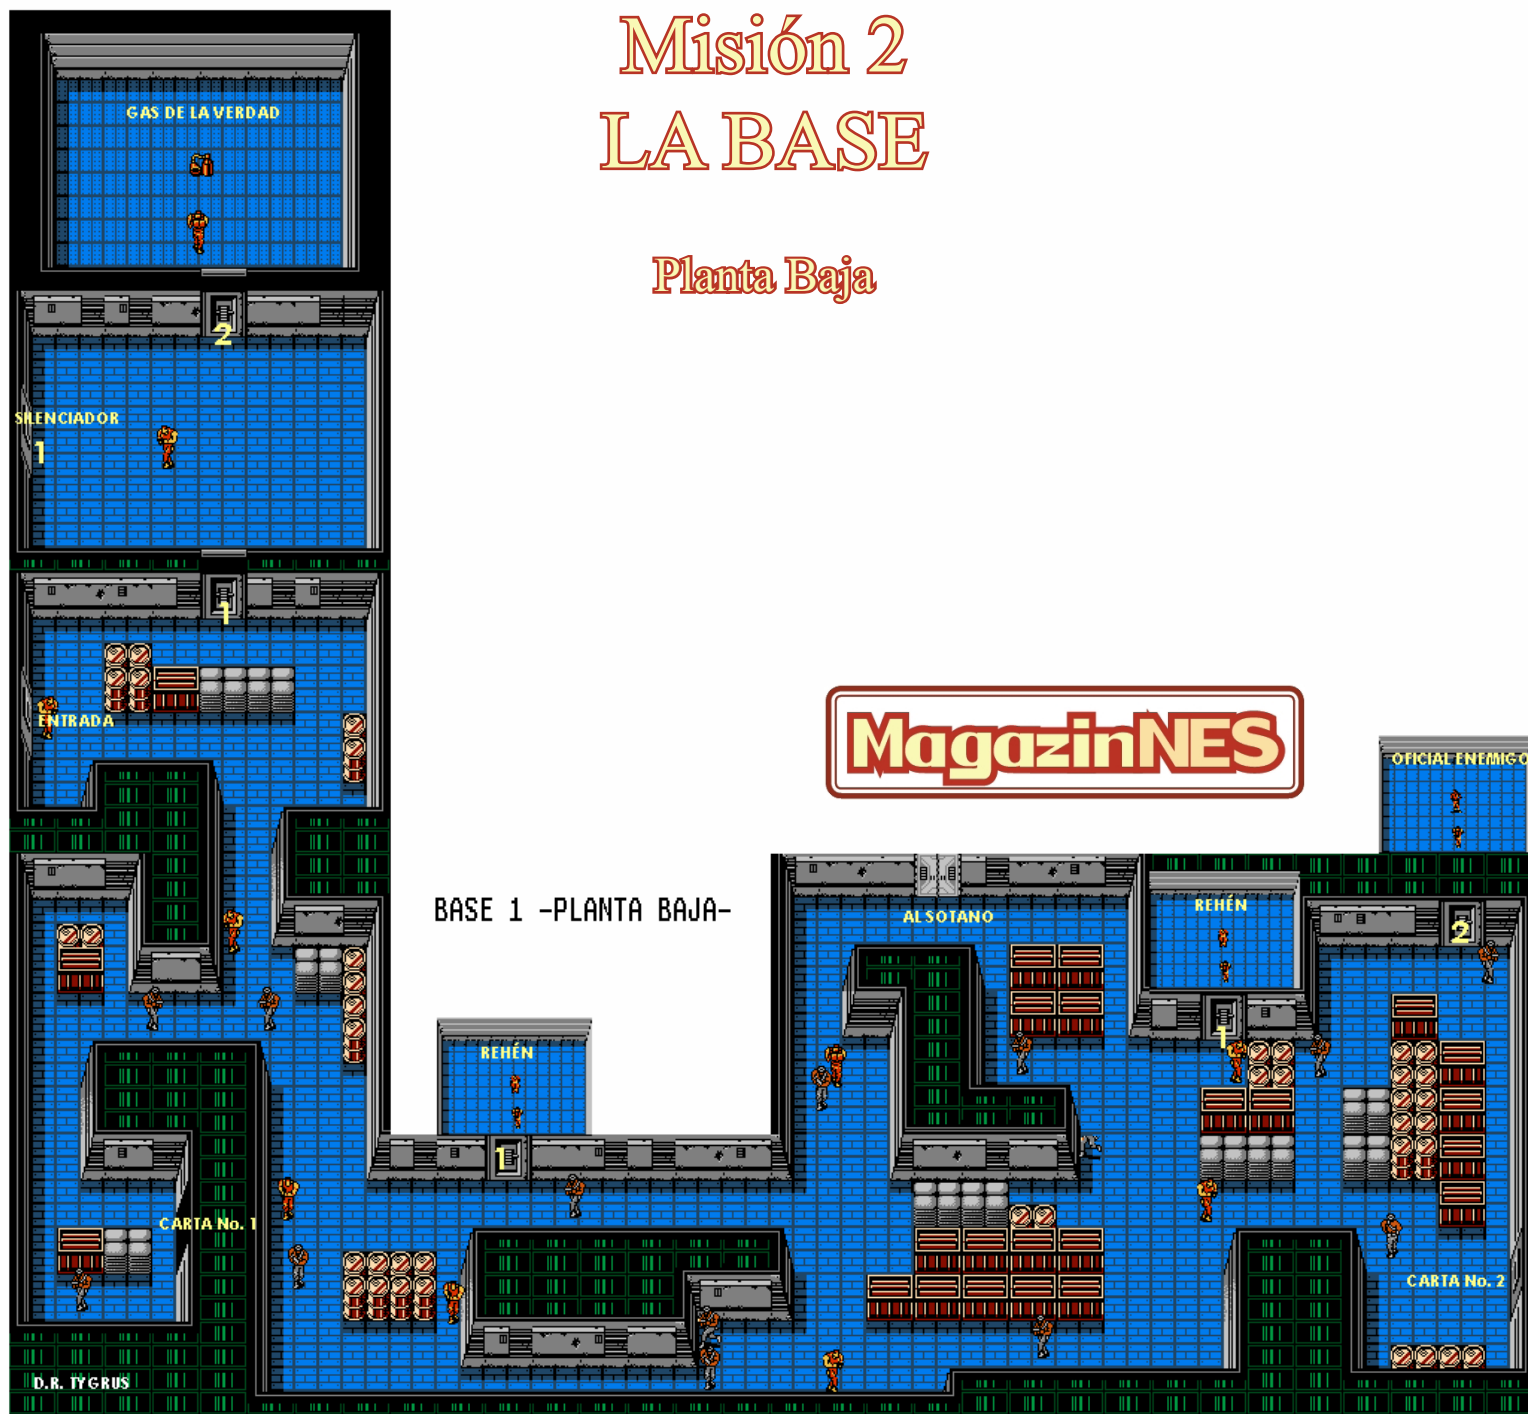 Misión 2
LA BASE
Planta Baja
GAS DE LA VERDAD
2
SILENCIADOR
1
1
ENTRADA
MagazinNES
OFICIAL ENEMIGO
BASE 1 -PLANTA BAJA-
AL SOTANO
REHÉN
2
1
REHÉN
1
CARTA No. 1
CARTA No. 2
D.R. TYGRUS